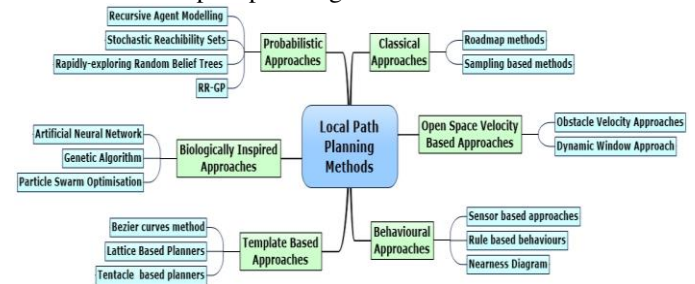 Recursive Agent Modelling
Stochastic Reachibility Sets
Rapidly-exploring Random Belief Trees
RR-GP
Probabilistic
Approaches
Classical
Approaches
Roadmap methods
Sampling based methods
Artificial Neural Network
Genetic Algorithm
Particle Swarm Optimisation
Biologically Inspired
Approaches
Local Path
Planning
Methods
Open Space Velocity
Based Approaches
Obstacle Velocity Approaches
Dynamic Window Approach
Bezier curves method
Lattice Based Planners
Tentacle based planners
Template Based
Approaches
Behavioural
Approaches
Sensor based approaches
Rule based behaviours
Nearness Diagram